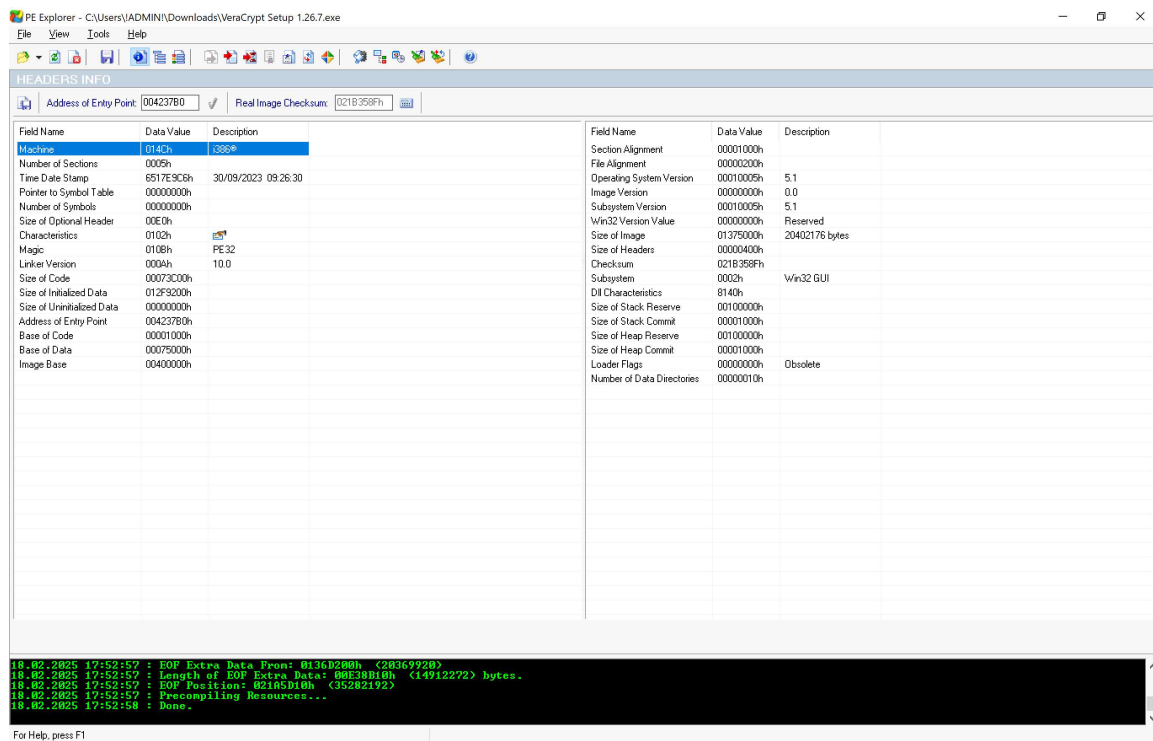 PE Explorer - C:\Users\!ADMIN!\Downloads\VeraCrypt Setup 1.26.7.exe
File View Tools Help
HEADERS INFO
Address of Entry Point: 004237B0 Real Image Checksum: 021B358Fh
Field Name Data Value Description
Machine 014Ch i386®
Number of Sections 0005h
Time Date Stamp 6517E9C6h 30/09/2023 09:26:30
Pointer to Symbol Table 00000000h
Number of Symbols 00000000h
Size of Optional Header 00E0h
Characteristics 0102h
Magic 010Bh PE32
Linker Version 000Ah 10.0
Size of Code 00073C00h
Size of Initialized Data 012F9200h
Size of Uninitialized Data 00000000h
Address of Entry Point 004237B0h
Base of Code 00001000h
Base of Data 00075000h
Image Base 00400000h
Field Name Data Value Description
Section Alignment 00001000h
File Alignment 00000200h
Operating System Version 00010005h 5.1
Image Version 00000000h 0.0
Subsystem Version 00010005h 5.1
Win32 Version Value 00000000h Reserved
Size of Image 01375000h 20402176 bytes
Size of Headers 00000400h
Checksum 021B358Fh
Subsystem 0002h Win32 GUI
Dll Characteristics 8140h
Size of Stack Reserve 00100000h
Size of Stack Commit 00001000h
Size of Heap Reserve 00100000h
Size of Heap Commit 00001000h
Loader Flags 00000000h Obsolete
Number of Data Directories 00000010h
18.02.2025 17:52:57 : EOF Extra Data From: 0136D200h (20369920)
18.02.2025 17:52:57 : Length of EOF Extra Data: 00E38B10h (14912272) bytes.
18.02.2025 17:52:57 : EOF Position: 021A5D10h (35282192)
18.02.2025 17:52:57 : Precompiling Resources...
18.02.2025 17:52:58 : Done.
For Help, press F1